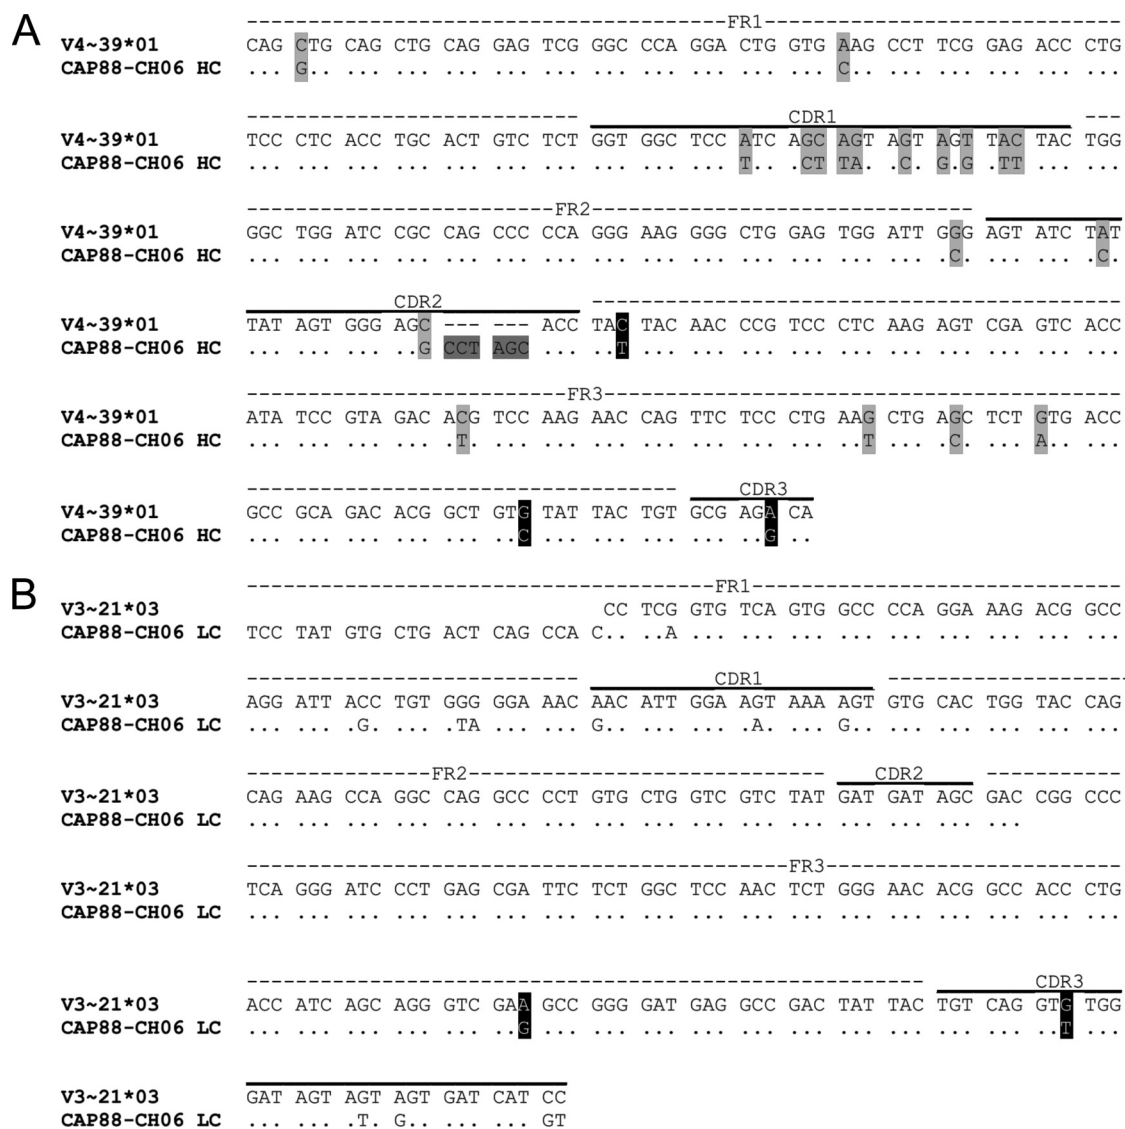 A
------------------------------FR1------------------------------
V4~39*01 CAG CTG CAG CTG CAG GAG TCG GGC CCA GGA CTG GTG AAG CCT TCG GAG ACC CTG
CAP88-CH06 HC ... G.. ... ... ... ... ... ... ... ... ... ... C.. ... ... ... ... ...
CDR1
V4~39*01 TCC CTC ACC TGC ACT GTC TCT GGT GGC TCC ATC AGC AGT AGT AGT TAC TAC TGG
CAP88-CH06 HC ... ... ... ... ... ... ... ... ... ... T.. .CT TA. .C. G.G .TT ... ...
FR2
V4~39*01 GGC TGG ATC CGC CAG CCC CCA GGG AAG GGG CTG GAG TGG ATT GGG AGT ATC TAT
CAP88-CH06 HC ... ... ... ... ... ... ... ... ... ... ... ... ... ... .C. ... ... .C.
CDR2
V4~39*01 TAT AGT GGG AGC --- --- ACC TAC TAC AAC CCG TCC CTC AAG AGT CGA GTC ACC
CAP88-CH06 HC ... ... ... ..G CCT AGC ... ..T ... ... ... ... ... ... ... ... ... ...
FR3
V4~39*01 ATA TCC GTA GAC ACG TCC AAG AAC CAG TTC TCC CTG AAG CTG AGC TCT GTG ACC
CAP88-CH06 HC ... ... ... ... .T. ... ... ... ... ... ... ... ..T ... .C. ... A.. ...
CDR3
V4~39*01 GCC GCA GAC ACG GCT GTG TAT TAC TGT GCG AGA CA
CAP88-CH06 HC ... ... ... ... ... ..C ... ... ... ... ..G ..
B
FR1
V3~21*03 CC TCG GTG TCA GTG GCC CCA GGA AAG ACG GCC
CAP88-CH06 LC TCC TAT GTG CTG ACT CAG CCA C.. ..A ... ... ... ... ... ... ... ... ...
CDR1
V3~21*03 AGG ATT ACC TGT GGG GGA AAC AAC ATT GGA AGT AAA AGT GTG CAC TGG TAC CAG
CAP88-CH06 LC ... ... .G. ... .TA ... ... G.. ... ... .A. ... G.. ... ... ... ... ...
FR2 CDR2
V3~21*03 CAG AAG CCA GGC CAG GCC CCT GTG CTG GTC GTC TAT GAT GAT AGC GAC CGG CCC
CAP88-CH06 LC ... ... ... ... ... ... ... ... ... ... ... ... ... ... ... ...
FR3
V3~21*03 TCA GGG ATC CCT GAG CGA TTC TCT GGC TCC AAC TCT GGG AAC ACG GCC ACC CTG
CAP88-CH06 LC ... ... ... ... ... ... ... ... ... ... ... ... ... ... ... ... ... ...
CDR3
V3~21*03 ACC ATC AGC AGG GTC GAA GCC GGG GAT GAG GCC GAC TAT TAC TGT CAG GTG TGG
CAP88-CH06 LC ... ... ... ... ... ..G ... ... ... ... ... ... ... ... ... ... ..T ...
V3~21*03 GAT AGT AGT AGT GAT CAT CC
CAP88-CH06 LC ... ... .T. G.. ... ... GT